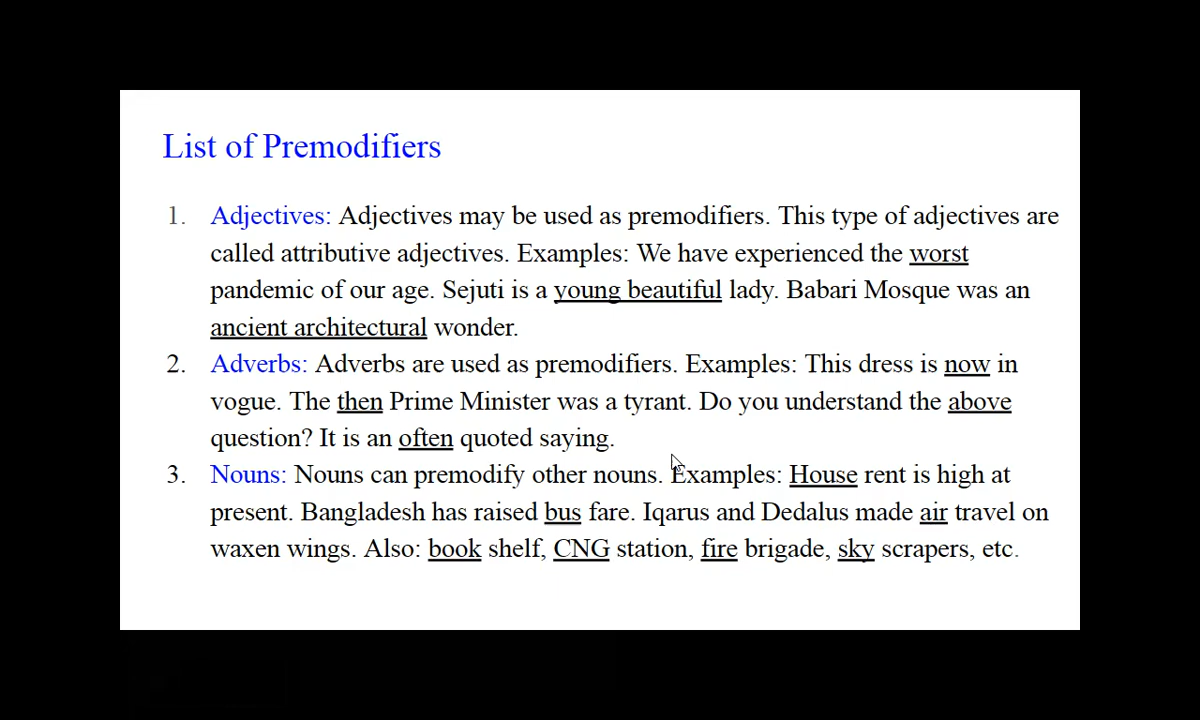 List of Premodifiers
1. Adjectives: Adjectives may be used as premodifiers. This type of adjectives are
called attributive adjectives. Examples: We have experienced the worst
pandemic of our age. Sejuti is a young beautiful lady. Babari Mosque was an
ancient architectural wonder.
2. Adverbs: Adverbs are used as premodifiers. Examples: This dress is now in
vogue. The then Prime Minister was a tyrant. Do you understand the above
question? It is an often quoted saying.
3. Nouns: Nouns can premodify other nouns. Examples: House rent is high at
present. Bangladesh has raised bus fare. Iqarus and Dedalus made air travel on
waxen wings. Also: book shelf, CNG station, fire brigade, sky scrapers, etc.